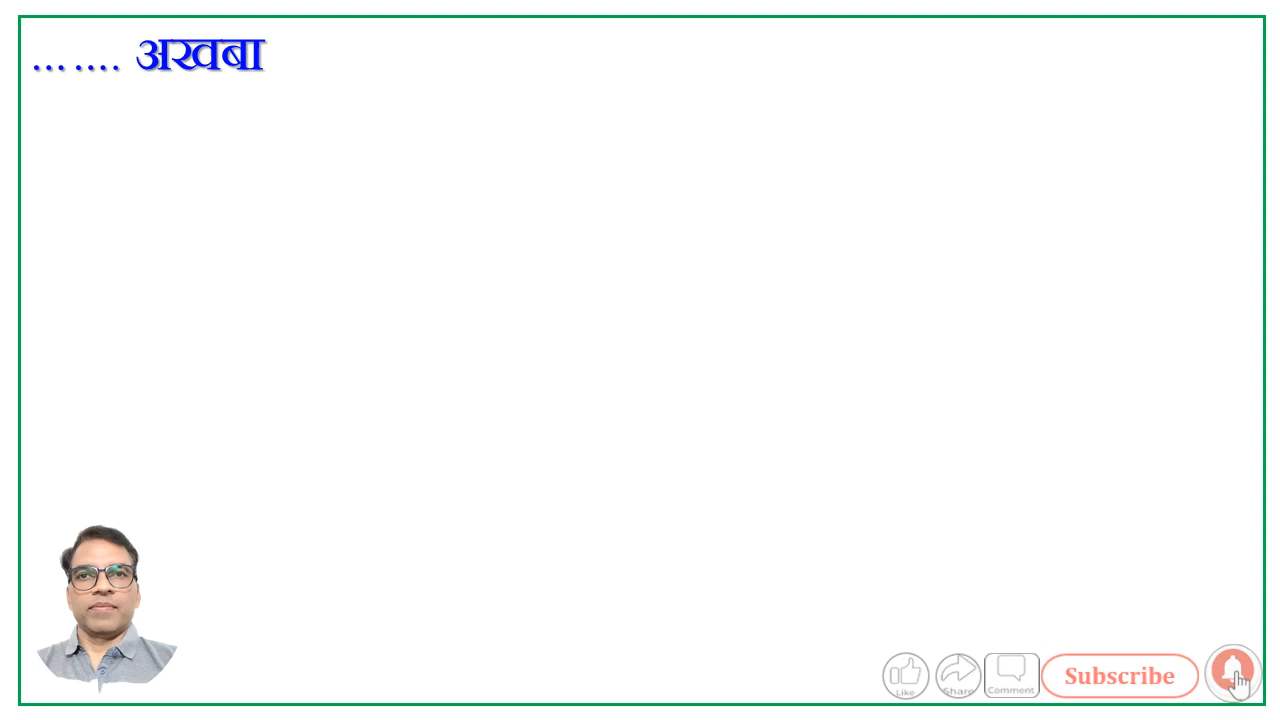 ....... अखबा
Like
Share
Comment
Subscribe